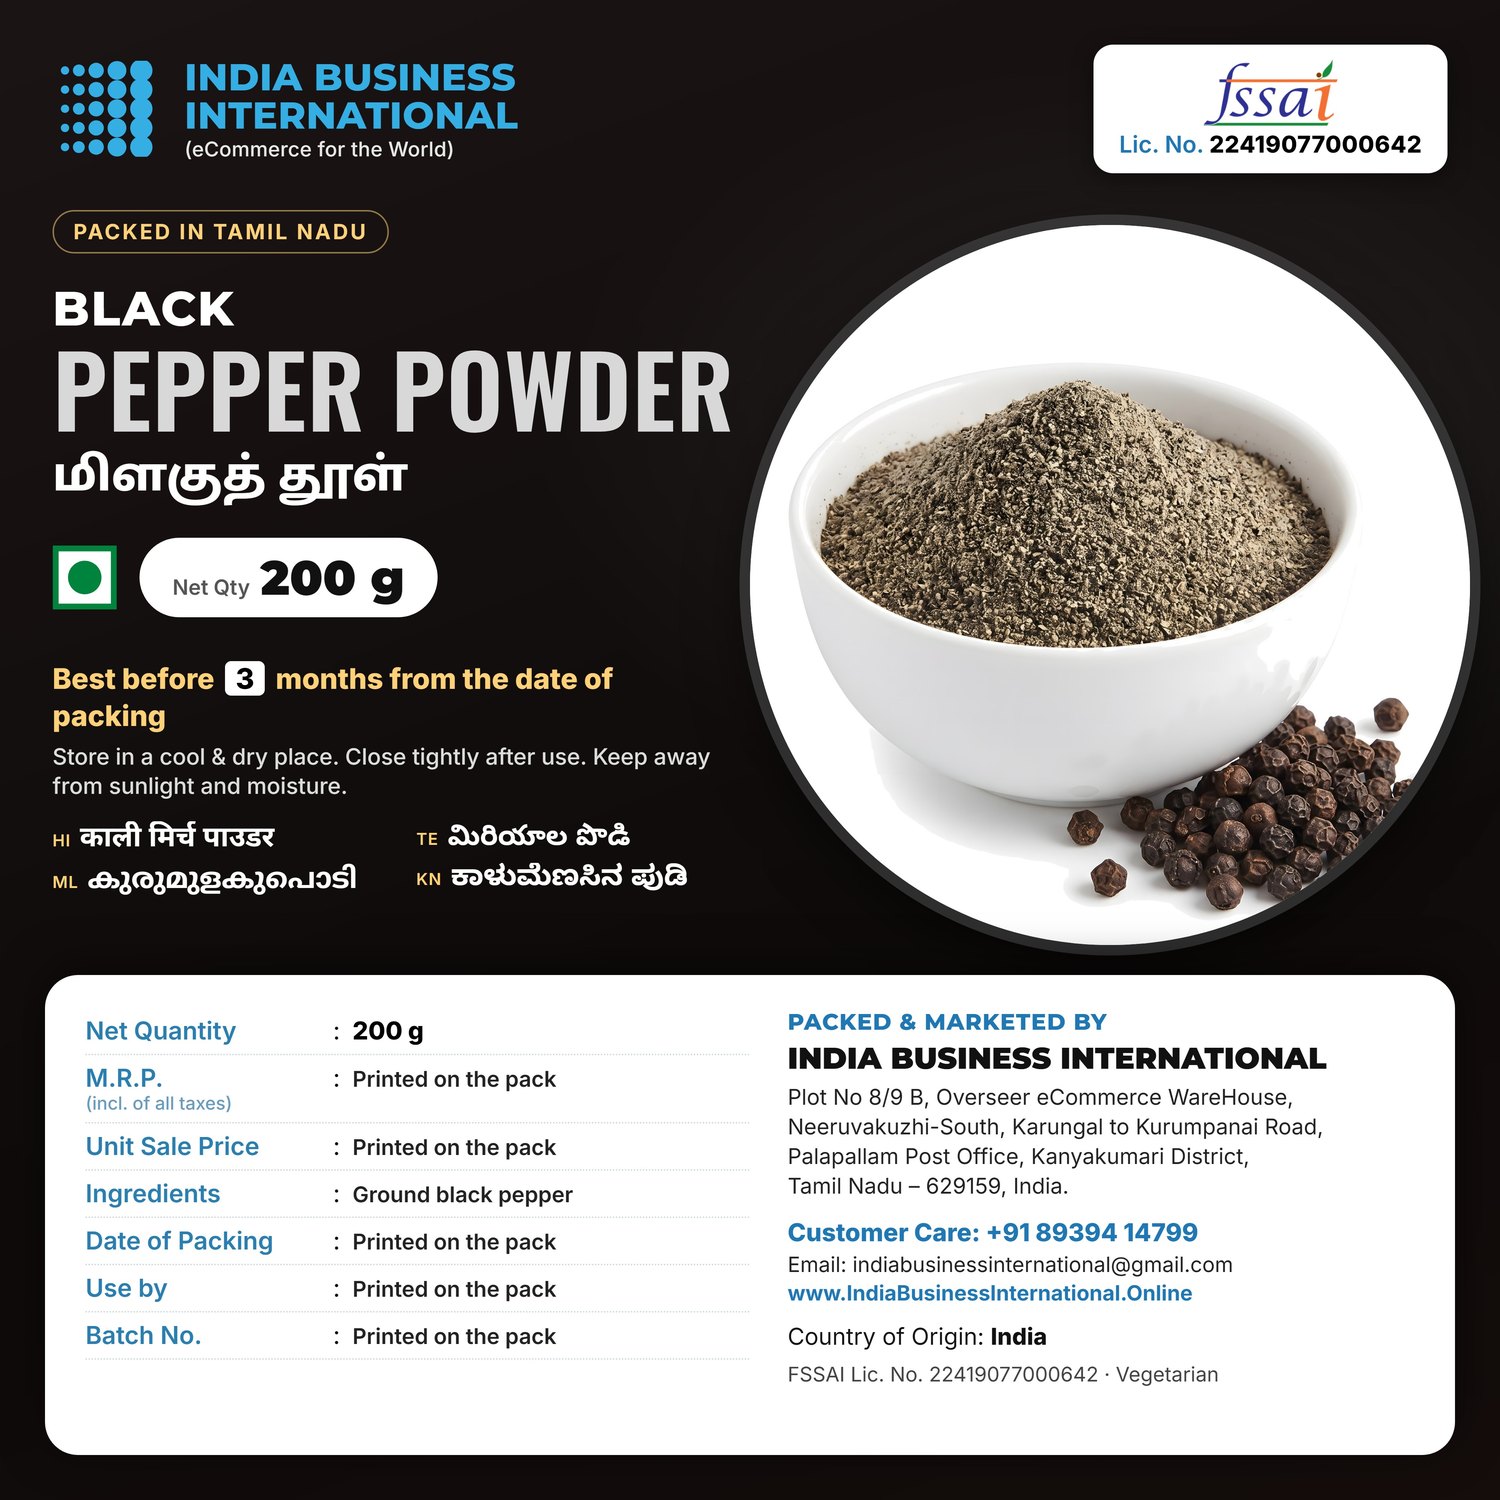 INDIA BUSINESS
INTERNATIONAL
(eCommerce for the World)
fssai
Lic. No. 22419077000642
PACKED IN TAMIL NADU
BLACK
PEPPER POWDER
மிளகுத் தூள்
Net Qty 200 g
Best before 3 months from the date of
packing
Store in a cool & dry place. Close tightly after use. Keep away
from sunlight and moisture.
HI काली मिर्च पाउडर
TE మిరియాల పొడి
ML കുരുമുളകുപൊടി
KN ಕಾಳುಮೆಣಸಿನ ಪುಡಿ
Net Quantity : 200 g
M.R.P. : Printed on the pack
(incl. of all taxes)
Unit Sale Price : Printed on the pack
Ingredients : Ground black pepper
Date of Packing : Printed on the pack
Use by : Printed on the pack
Batch No. : Printed on the pack
PACKED & MARKETED BY
INDIA BUSINESS INTERNATIONAL
Plot No 8/9 B, Overseer eCommerce WareHouse,
Neeruvakuzhi-South, Karungal to Kurumpanai Road,
Palapallam Post Office, Kanyakumari District,
Tamil Nadu – 629159, India.
Customer Care: +91 89394 14799
Email: indiabusinessinternational@gmail.com
www.IndiaBusinessInternational.Online
Country of Origin: India
FSSAI Lic. No. 22419077000642 · Vegetarian